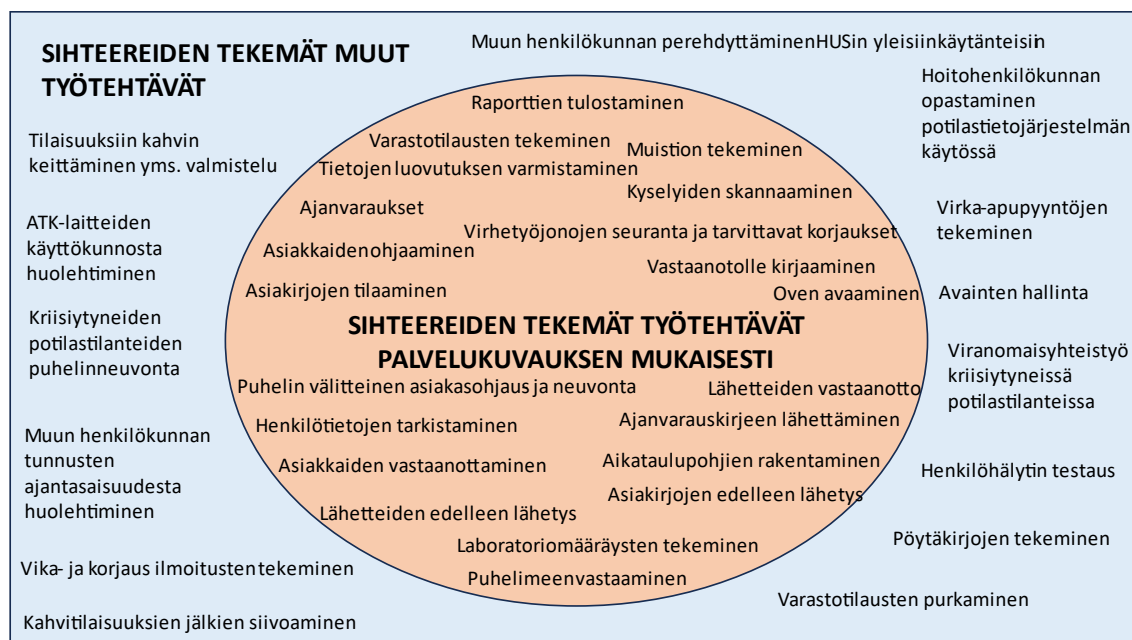 SIHTEEREIDEN TEKEMÄT MUUT
TYÖTEHTÄVÄT
Muun henkilökunnan perehdyttäminenHUSin yleisiinkäytänteisiin
Hoitohenkilökunnan
opastaminen
potilastietojärjestelmän
käytössä
Tilaisuuksiin kahvin
keittäminen yms. valmistelu
ATK-laitteiden
käyttökunnosta
huolehtiminen
Kriisiytyneiden
potilastilanteiden
puhelinneuvonta
Muun henkilökunnan
tunnusten
ajantasaisuudesta
huolehtiminen
Vika- ja korjaus ilmoitusten tekeminen
Kahvitilaisuuksien jälkien siivoaminen
Raporttien tulostaminen
Varastotilausten tekeminen
Muistion tekeminen
Tietojen luovutuksen varmistaminen
Kyselyiden skannaaminen
Ajanvaraukset
Virhetyöjonojen seuranta ja tarvittavat korjaukset
Asiakkaiden ohjaaminen
Vastaanotolle kirjaaminen
Asiakirjojen tilaaminen
Oven avaaminen
SIHTEEREIDEN TEKEMÄT TYÖTEHTÄVÄT
PALVELUKUVAUKSEN MUKAISESTI
Puhelin välitteinen asiakasohjaus ja neuvonta
Lähetteiden vastaanotto
Henkilötietojen tarkistaminen
Ajanvarauskirjeen lähettäminen
Asiakkaiden vastaanottaminen
Aikataulupohjien rakentaminen
Asiakirjojen edelleen lähetys
Lähetteiden edelleen lähetys
Laboratoriomääräysten tekeminen
Puhelimeenvastaaminen
Virka-apupyyntöjen
tekeminen
Avainten hallinta
Viranomaisyhteistyö
kriisiytyneissä
potilastilanteissa
Henkilöhälytin testaus
Pöytäkirjojen tekeminen
Varastotilausten purkaminen